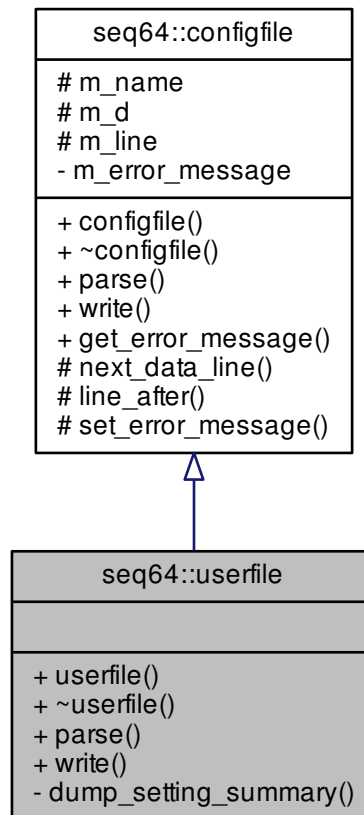 seq64::configfile
# m_name
# m_d
# m_line
- m_error_message
+ configfile()
+ ~configfile()
+ parse()
+ write()
+ get_error_message()
# next_data_line()
# line_after()
# set_error_message()
seq64::userfile
+ userfile()
+ ~userfile()
+ parse()
+ write()
- dump_setting_summary()